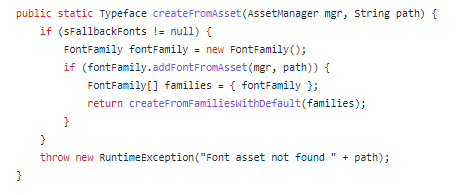 public static Typeface createFromAsset(AssetManager mgr, String path) {
    if (sFallbackFonts != null) {
        FontFamily fontFamily = new FontFamily();
        if (fontFamily.addFontFromAsset(mgr, path)) {
            FontFamily[] families = { fontFamily };
            return createFromFamiliesWithDefault(families);
        }
    }
    throw new RuntimeException("Font asset not found " + path);
}